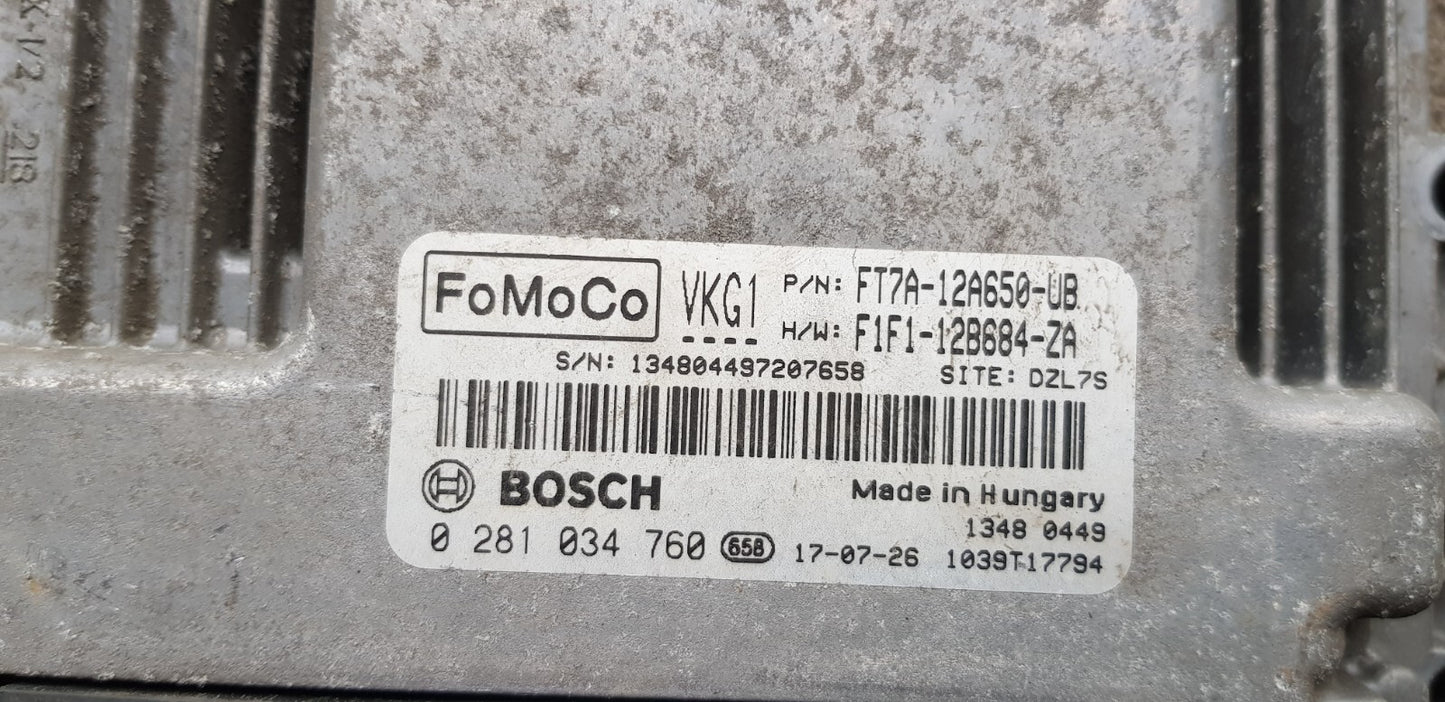 FoMoCo VKG1 P/N: FT7A-12A650-UB
H/W: F1F1-12B684-ZA
S/N: 134804497207658 SITE: DZL7S
BOSCH Made in Hungary
1348 0449
0 281 034 760 658 17-07-26 1039T17794
218